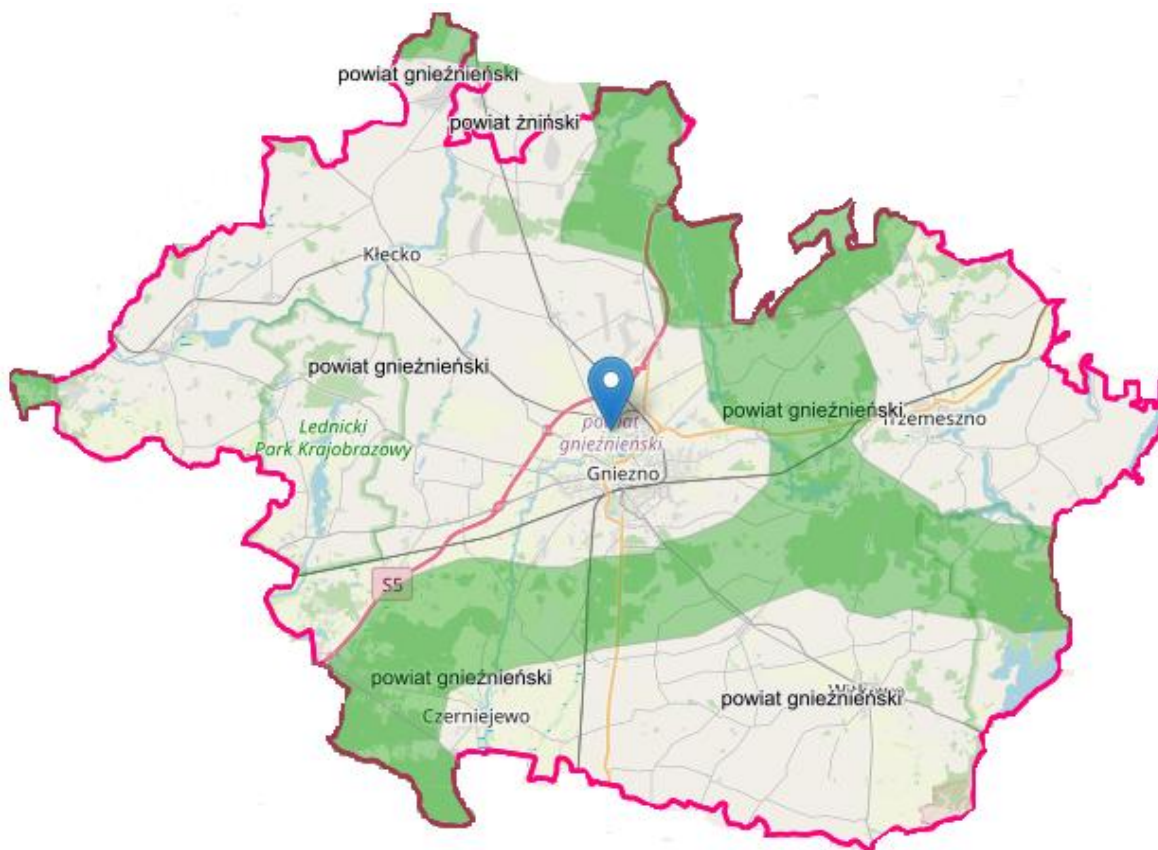 powiat gnieźnieński
powiat żniński
Kłecko
powiat gnieźnieński
Lednicki
Park Krajobrazowy
powiat
gnieźnieński
Gniezno
powiat gnieźnieński
Trzemeszno
S5
powiat gnieźnieński
Czerniejewo
powiat gnieźnieński